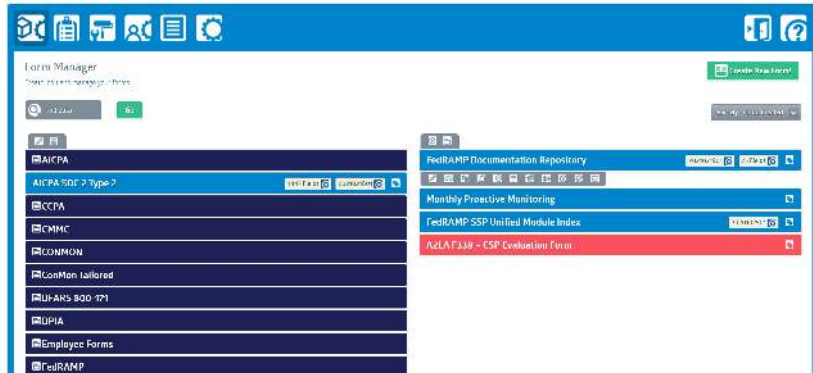 Form Manager
Create New Form!
Go
AICPA
AICPA SOC 2 Type 2
CCPA
CMMC
CONMON
ConMon Tailored
DFARS 800-171
DPIA
Employee Forms
FedRAMP
FedRAMP Documentation Repository
Monthly Proactive Monitoring
FedRAMP SSP Unified Module Index
A2LA F338 - CSP Evaluation Form